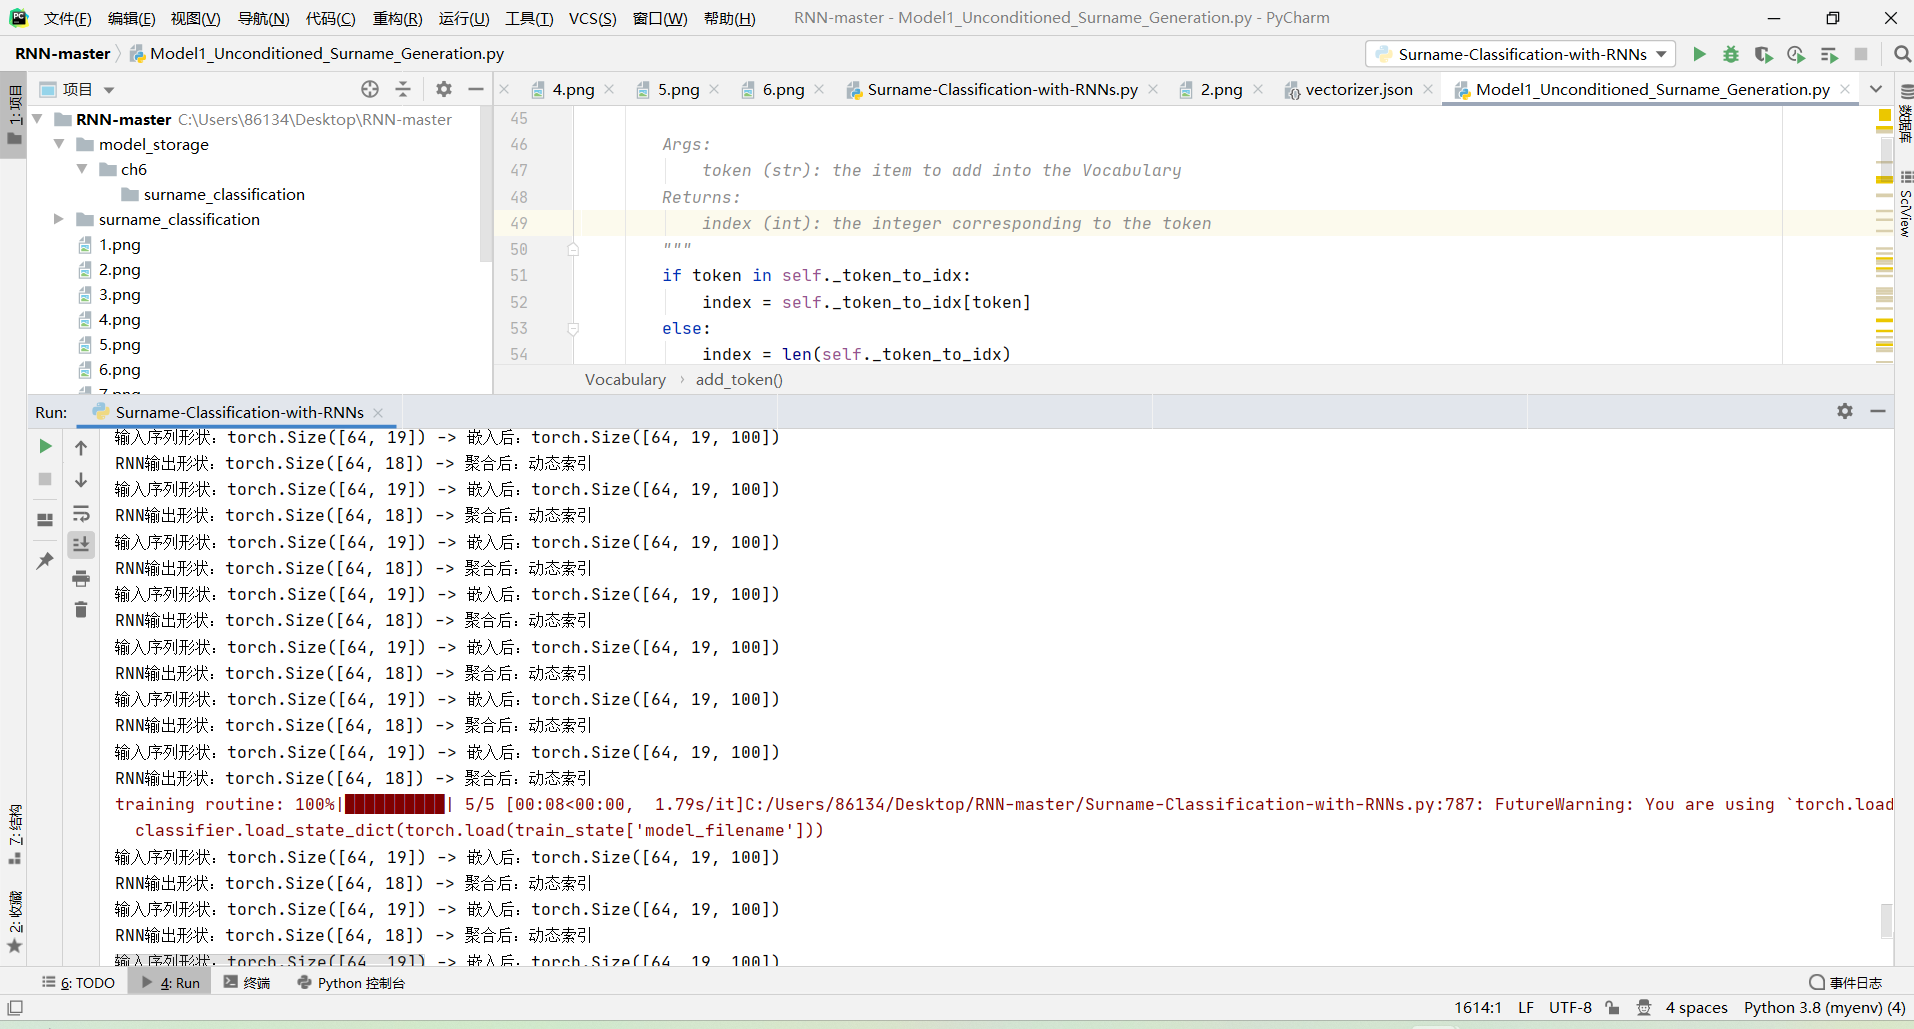 文件(F) 编辑(E) 视图(V) 导航(N) 代码(C) 重构(R) 运行(U) 工具(T) VCS(S) 窗口(W) 帮助(H) RNN-master - Model1_Unconditioned_Surname_Generation.py - PyCharm
RNN-master Model1_Unconditioned_Surname_Generation.py Surname-Classification-with-RNNs
1: 项目
项目 4.png 5.png 6.png Surname-Classification-with-RNNs.py 2.png vectorizer.json Model1_Unconditioned_Surname_Generation.py
数据库
SciView
RNN-master C:\Users\86134\Desktop\RNN-master
model_storage
ch6
surname_classification
surname_classification
1.png
2.png
3.png
4.png
5.png
6.png
7.png
45
46 Args:
47 token (str): the item to add into the Vocabulary
48 Returns:
49 index (int): the integer corresponding to the token
50 """
51 if token in self._token_to_idx:
52 index = self._token_to_idx[token]
53 else:
54 index = len(self._token_to_idx)
Vocabulary › add_token()
Run: Surname-Classification-with-RNNs
输入序列形状: torch.Size([64, 19]) -> 嵌入后: torch.Size([64, 19, 100])
RNN输出形状: torch.Size([64, 18]) -> 聚合后: 动态索引
输入序列形状: torch.Size([64, 19]) -> 嵌入后: torch.Size([64, 19, 100])
RNN输出形状: torch.Size([64, 18]) -> 聚合后: 动态索引
输入序列形状: torch.Size([64, 19]) -> 嵌入后: torch.Size([64, 19, 100])
RNN输出形状: torch.Size([64, 18]) -> 聚合后: 动态索引
输入序列形状: torch.Size([64, 19]) -> 嵌入后: torch.Size([64, 19, 100])
RNN输出形状: torch.Size([64, 18]) -> 聚合后: 动态索引
输入序列形状: torch.Size([64, 19]) -> 嵌入后: torch.Size([64, 19, 100])
RNN输出形状: torch.Size([64, 18]) -> 聚合后: 动态索引
输入序列形状: torch.Size([64, 19]) -> 嵌入后: torch.Size([64, 19, 100])
RNN输出形状: torch.Size([64, 18]) -> 聚合后: 动态索引
输入序列形状: torch.Size([64, 19]) -> 嵌入后: torch.Size([64, 19, 100])
RNN输出形状: torch.Size([64, 18]) -> 聚合后: 动态索引
training routine: 100%|██████████| 5/5 [00:08<00:00,  1.79s/it]C:/Users/86134/Desktop/RNN-master/Surname-Classification-with-RNNs.py:787: FutureWarning: You are using `torch.load
classifier.load_state_dict(torch.load(train_state['model_filename']))
输入序列形状: torch.Size([64, 19]) -> 嵌入后: torch.Size([64, 19, 100])
RNN输出形状: torch.Size([64, 18]) -> 聚合后: 动态索引
输入序列形状: torch.Size([64, 19]) -> 嵌入后: torch.Size([64, 19, 100])
RNN输出形状: torch.Size([64, 18]) -> 聚合后: 动态索引
输入序列形状: torch.Size([64, 19]) -> 嵌入后: torch.Size([64, 19, 100])
7: 结构
2: 收藏
6: TODO 4: Run 终端 Python 控制台 事件日志
1614:1 LF UTF-8 4 spaces Python 3.8 (myenv) (4)